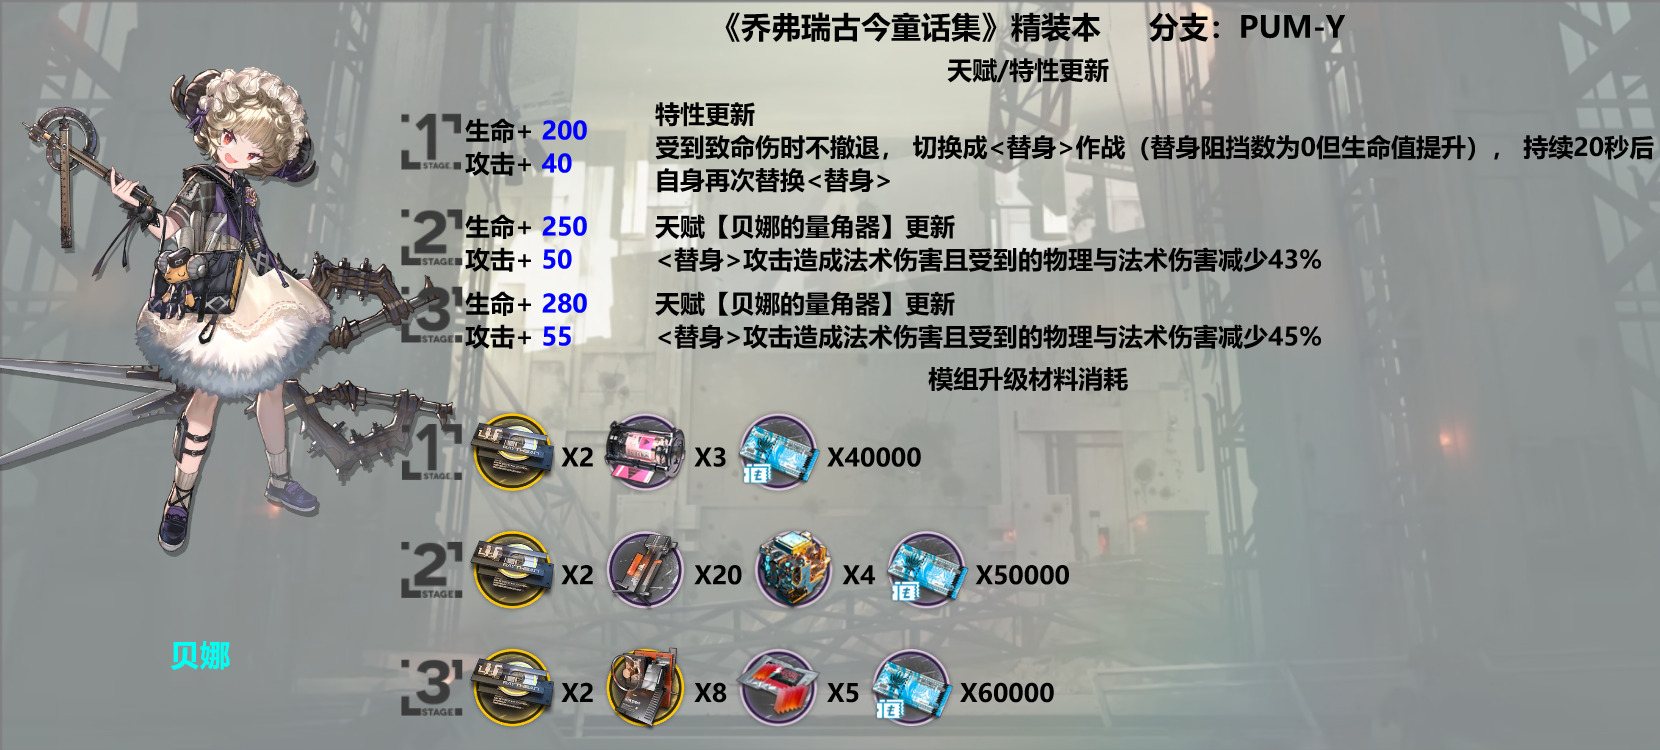 《乔弗瑞古今童话集》精装本 分支：PUM-Y
天赋/特性更新
1 STAGE.
生命+ 200
攻击+ 40
特性更新
受到致命伤时不撤退， 切换成<替身>作战（替身阻挡数为0但生命值提升）， 持续20秒后
自身再次替换<替身>
2 STAGE.
生命+ 250
攻击+ 50
天赋【贝娜的量角器】更新
<替身>攻击造成法术伤害且受到的物理与法术伤害减少43%
3 STAGE.
生命+ 280
攻击+ 55
天赋【贝娜的量角器】更新
<替身>攻击造成法术伤害且受到的物理与法术伤害减少45%
模组升级材料消耗
1 STAGE.
X2 X3 X40000
2 STAGE.
X2 X20 X4 X50000
贝娜
3 STAGE.
X2 X8 X5 X60000